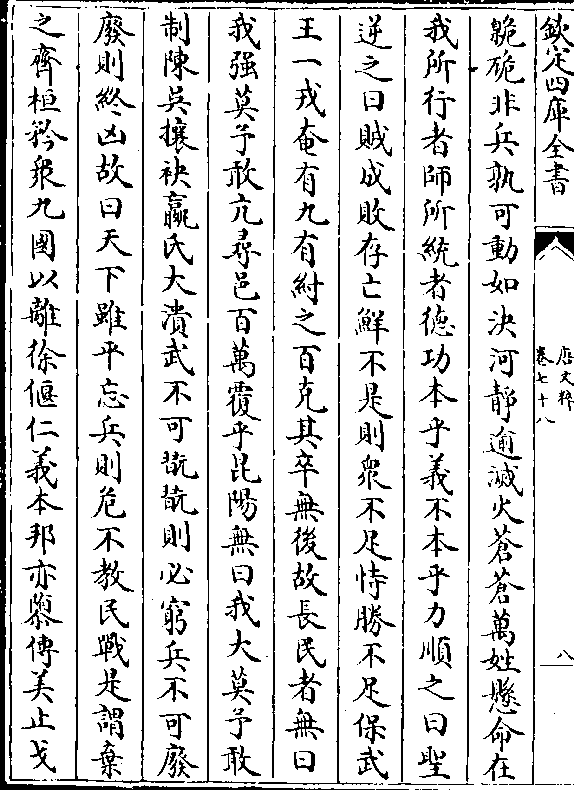 欽定四庫全書
唐文粹
卷七十八
八
臲硊非兵孰可動如決河靜逾滅火蒼蒼萬姓懸命在
我所行者師所統者德功本乎義不本乎力順之曰聖
逆之曰賊成敗存亡鮮不是則衆不足恃勝不足保武
王一戎奄有九有紂之百克其卒無後故長民者無曰
我强莫予敢亢尋邑百萬覆乎昆陽無曰我大莫予敢
制陳吳攘袂嬴氏大潰武不可翫翫則必窮兵不可廢
廢則終凶故曰天下雖平忘兵則危不教民戰是謂棄
之齊桓矜衆九國以離徐偃仁義本邦亦隳傳美止戈